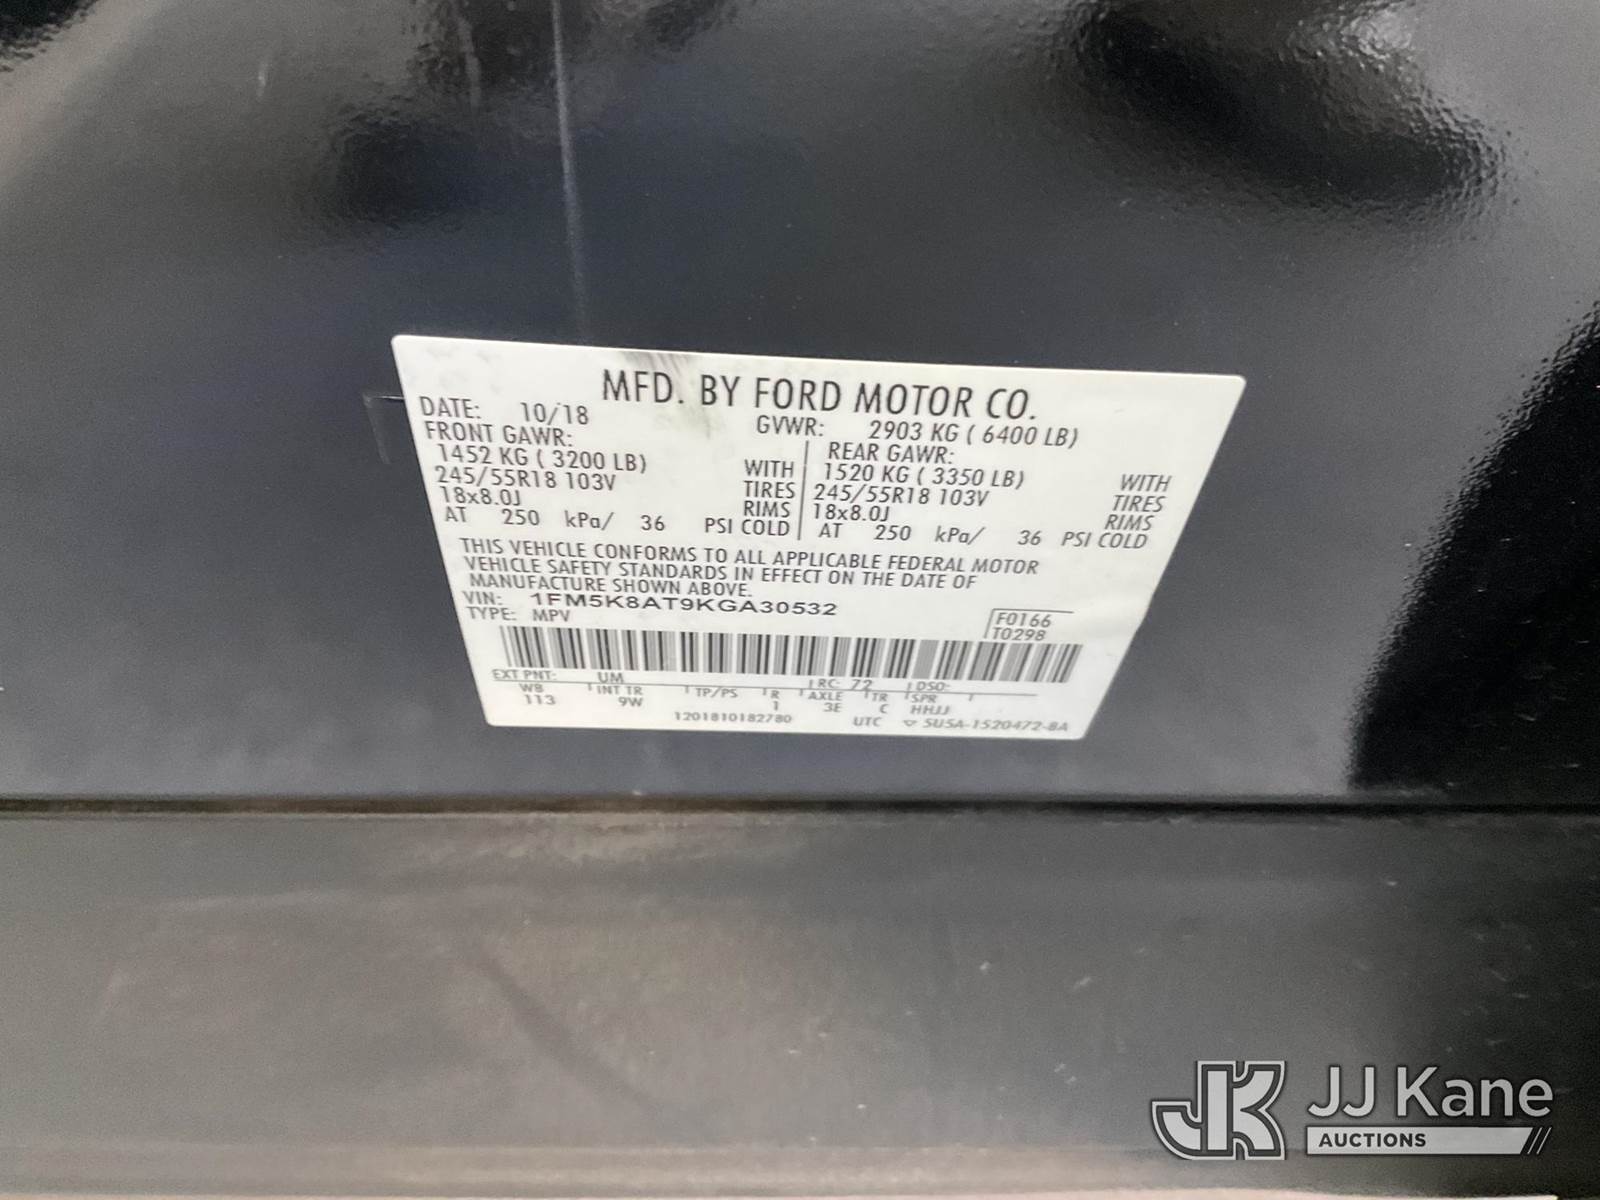 MFD. BY FORD MOTOR CO.
DATE: 10/18 GVWR: 2903 KG ( 6400 LB)
FRONT GAWR: REAR GAWR:
1452 KG ( 3200 LB) WITH 1520 KG ( 3350 LB) WITH
245/55R18 103V TIRES 245/55R18 103V TIRES
18x8.0J RIMS 18x8.0J RIMS
AT 250 kPa/ 36 PSI COLD AT 250 kPa/ 36 PSI COLD
THIS VEHICLE CONFORMS TO ALL APPLICABLE FEDERAL MOTOR
VEHICLE SAFETY STANDARDS IN EFFECT ON THE DATE OF
MANUFACTURE SHOWN ABOVE.
VIN: 1FM5K8AT9KGA30532
TYPE: MPV
F0166
T0298
EXT PNT: UM RC: 72 DSO:
WB INT TR TP/PS R AXLE TR SPR
113 9W 1 3E C HHJJ
1201810182780 UTC ▽ 5U5A-1520472-BA
JK JJ Kane
AUCTIONS